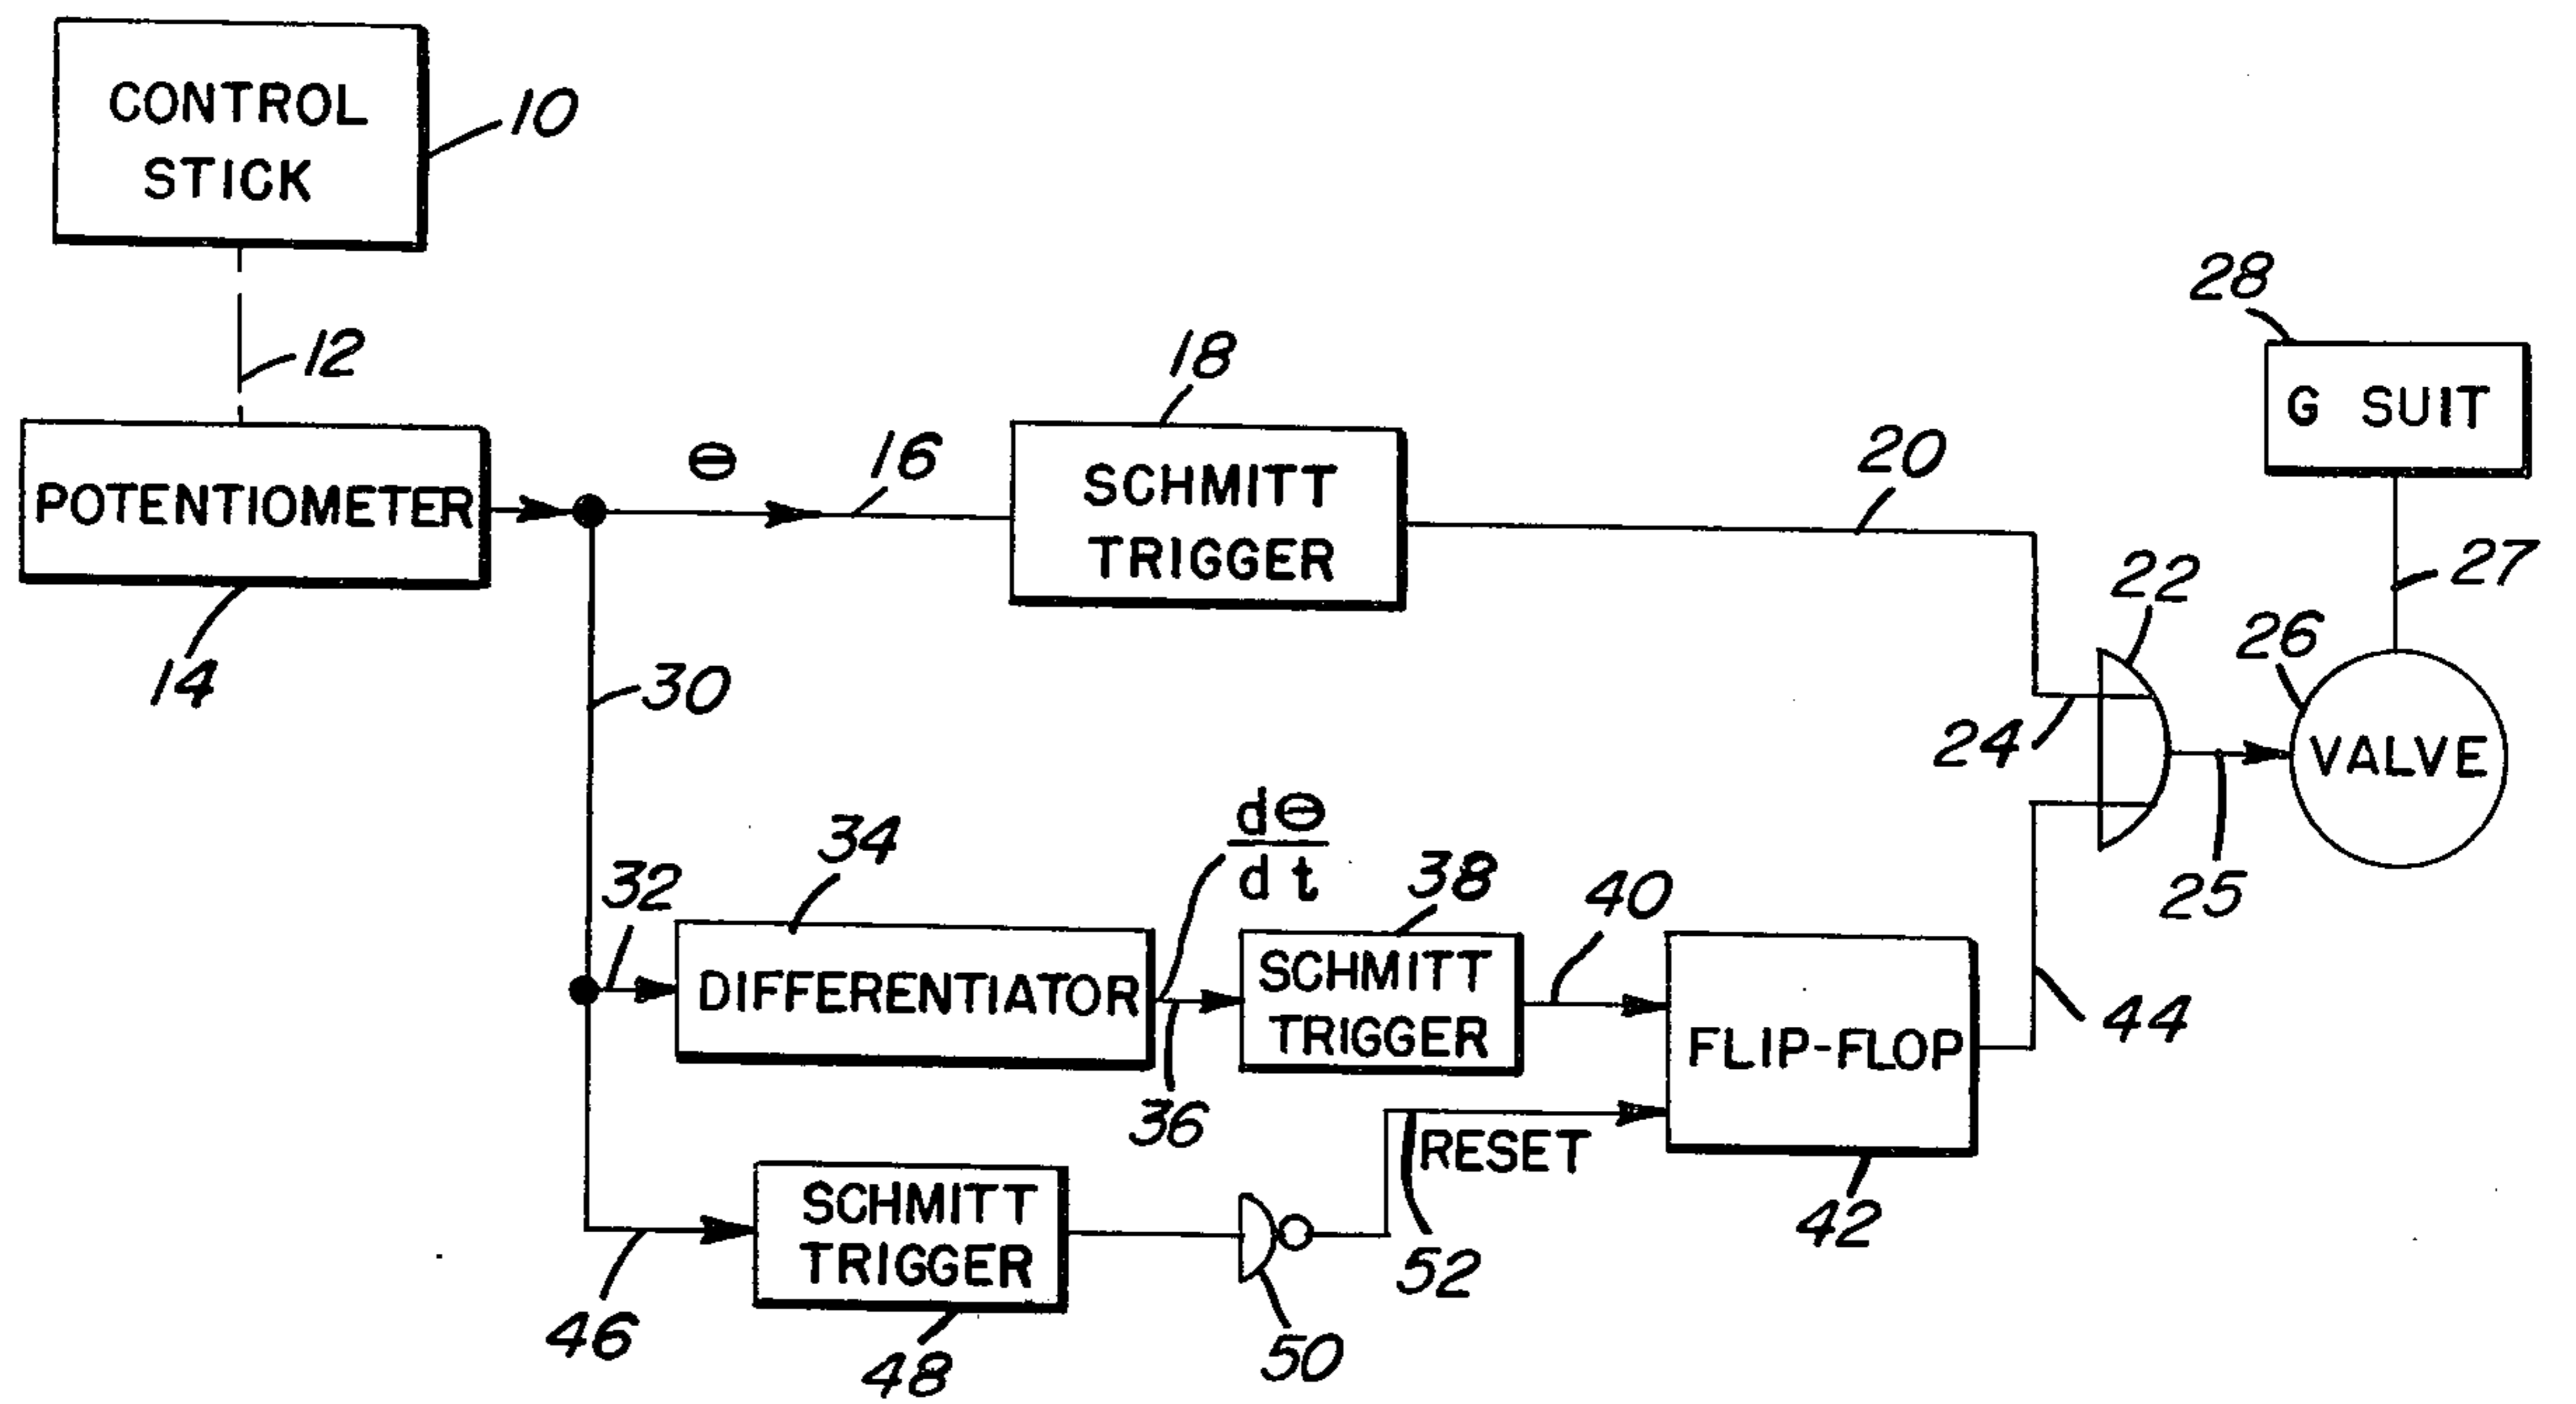 CONTROL
STICK
10
12
POTENTIOMETER
14
Θ
16
18
SCHMITT
TRIGGER
20
28
G SUIT
27
22
24
26
VALVE
25
30
32
34
DIFFERENTIATOR
dΘ
dt
36
38
SCHMITT
TRIGGER
40
FLIP-FLOP
44
42
46
SCHMITT
TRIGGER
48
50
RESET
52